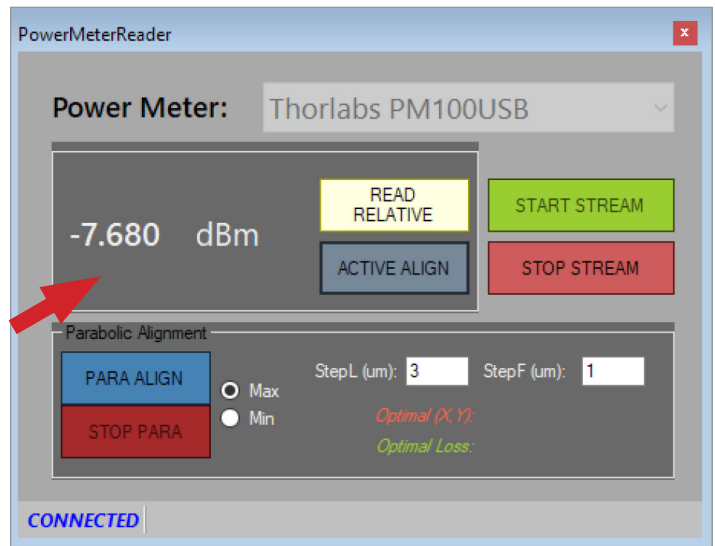 PowerMeterReader
x
Power Meter: Thorlabs PM100USB
-7.680 dBm
READ
RELATIVE
START STREAM
ACTIVE ALIGN
STOP STREAM
Parabolic Alignment
PARA ALIGN
Max
Min
StepL (um): 3
StepF (um): 1
STOP PARA
Optimal (X,Y):
Optimal Loss:
CONNECTED